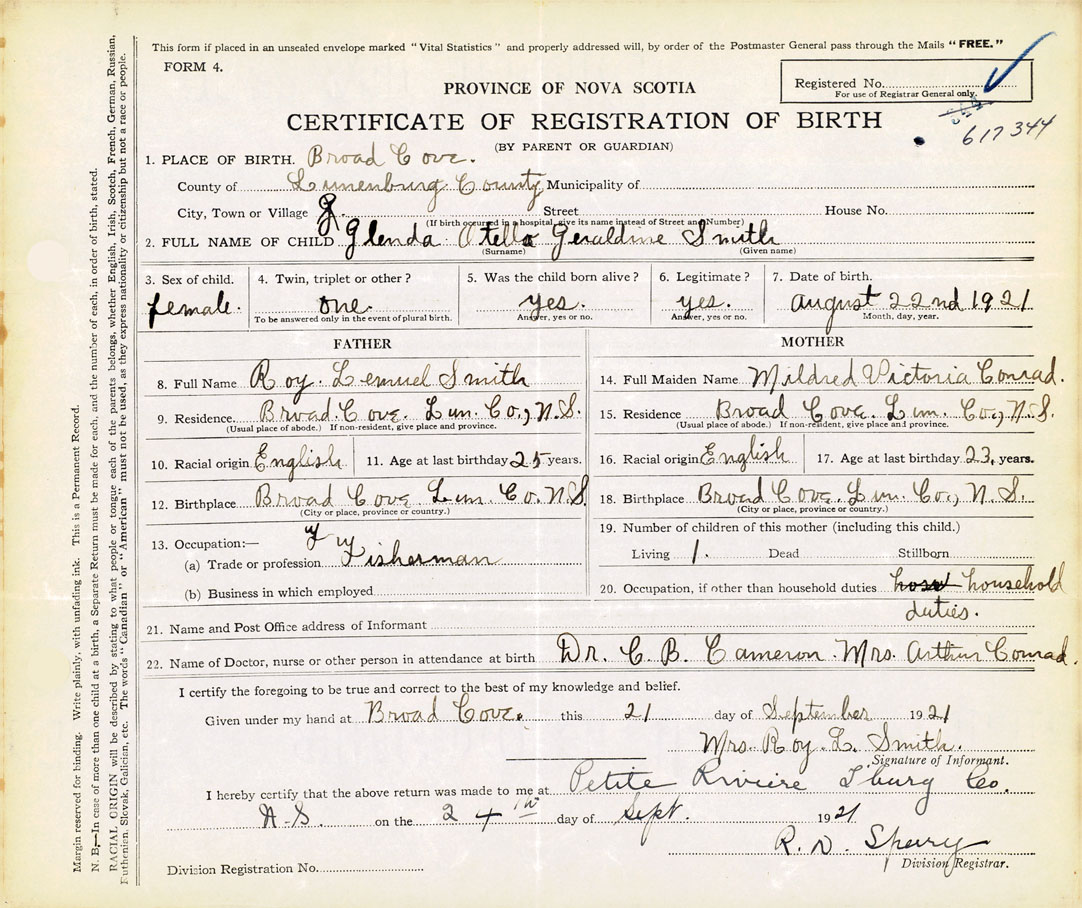 This form if placed in an unsealed envelope marked "Vital Statistics" and properly addressed will, by order of the Postmaster General pass through the Mails "FREE."
FORM 4.
Registered No.
For use of Registrar General only.
617344
PROVINCE OF NOVA SCOTIA
CERTIFICATE OF REGISTRATION OF BIRTH
(BY PARENT OR GUARDIAN)
1. PLACE OF BIRTH. Broad Cove.
County of Lunenburg County Municipality of
City, Town or Village Street House No.
(If birth occurred in a hospital, give its name instead of Street and Number)
2. FULL NAME OF CHILD Glenda Otella Geraldine Smith
(Surname) (Given name)
3. Sex of child. 4. Twin, triplet or other? 5. Was the child born alive? 6. Legitimate? 7. Date of birth.
female. one. yes. yes. august 22nd 1921
To be answered only in the event of plural birth. Answer, yes or no. Answer, yes or no. Month, day, year.
FATHER
8. Full Name Roy. Lemuel Smith
9. Residence. Broad Cove. Lun. Co., N.S.
(Usual place of abode.) If non-resident, give place and province.
10. Racial origin English 11. Age at last birthday 25 years.
12. Birthplace Broad Cove Lun. Co. N.S
(City or place, province or country.)
13. Occupation:—
(a) Trade or profession Fisherman
(b) Business in which employed
MOTHER
14. Full Maiden Name Mildred Victoria Conrad.
15. Residence Broad Cove. Lun. Co., N.S.
(Usual place of abode.) If non-resident, give place and province.
16. Racial origin English 17. Age at last birthday 23, years.
18. Birthplace Broad Cove. Lun. Co., N.S.
(City or place, province or country.)
19. Number of children of this mother (including this child.)
Living 1. Dead Stillborn
20. Occupation, if other than household duties household
duties.
21. Name and Post Office address of Informant
22. Name of Doctor, nurse or other person in attendance at birth Dr. C. B. Cameron. Mrs. Arthur Conrad.
I certify the foregoing to be true and correct to the best of my knowledge and belief.
Given under my hand at Broad Cove. this 21 day of September 1921
Mrs. Roy. L. Smith.
Signature of Informant.
I hereby certify that the above return was made to me at Petite Riviere L'burg Co.
N.S. on the 24th day of Sept. 1921
R. D. Sperry
Division Registrar.
Division Registration No.
Margin reserved for binding. Write plainly, with unfading ink. This is a Permanent Record.
N. B.—In case of more than one child at a birth, a Separate Return must be made for each, and the number of each, in order of birth, stated.
RACIAL ORIGIN will be described by stating to what people or tongue each of the parents belongs, whether English, Irish, Scotch, French, German, Russian,
Ruthenian, Slovak, Galician, etc. The words "Canadian" or "American" must not be used, as they express nationality or citizenship but not a race or people.